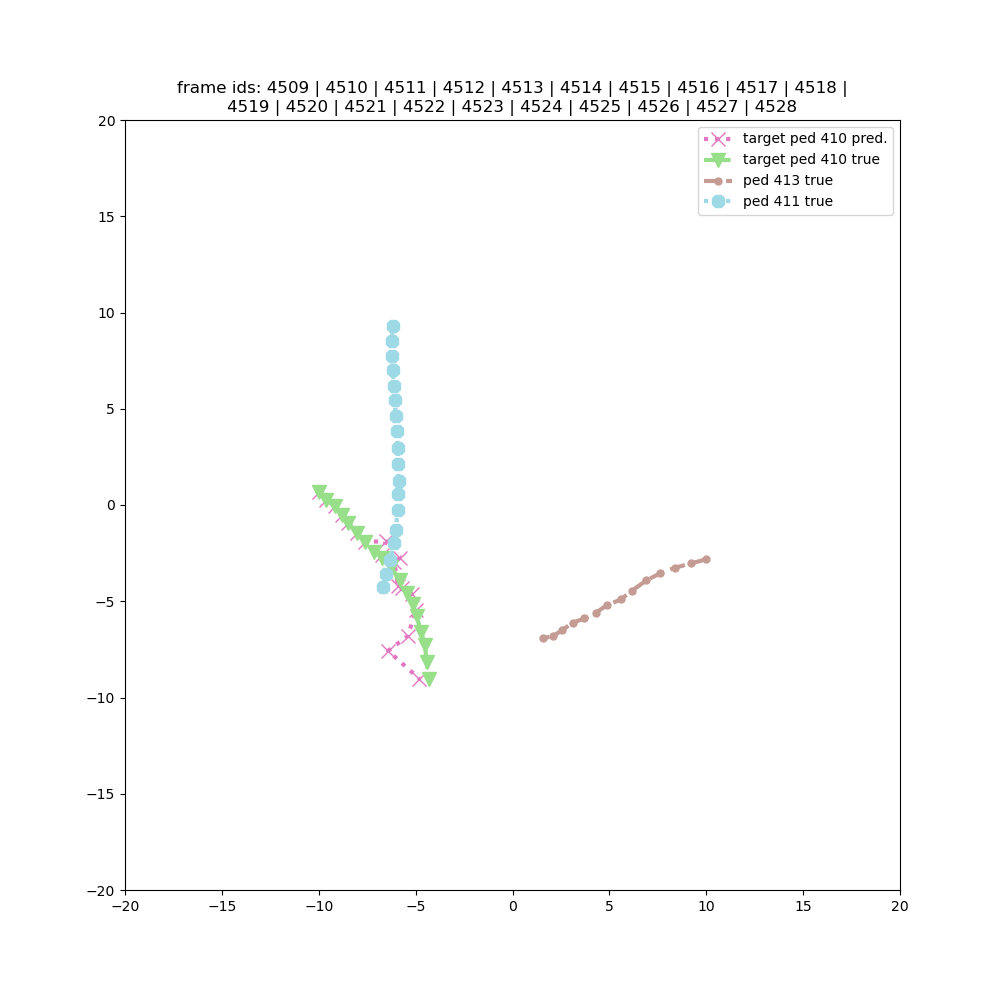 frame ids: 4509 | 4510 | 4511 | 4512 | 4513 | 4514 | 4515 | 4516 | 4517 | 4518 |
4519 | 4520 | 4521 | 4522 | 4523 | 4524 | 4525 | 4526 | 4527 | 4528
target ped 410 pred.
target ped 410 true
ped 413 true
ped 411 true
20
15
10
5
0
−5
−10
−15
−20
−20 −15 −10 −5 0 5 10 15 20